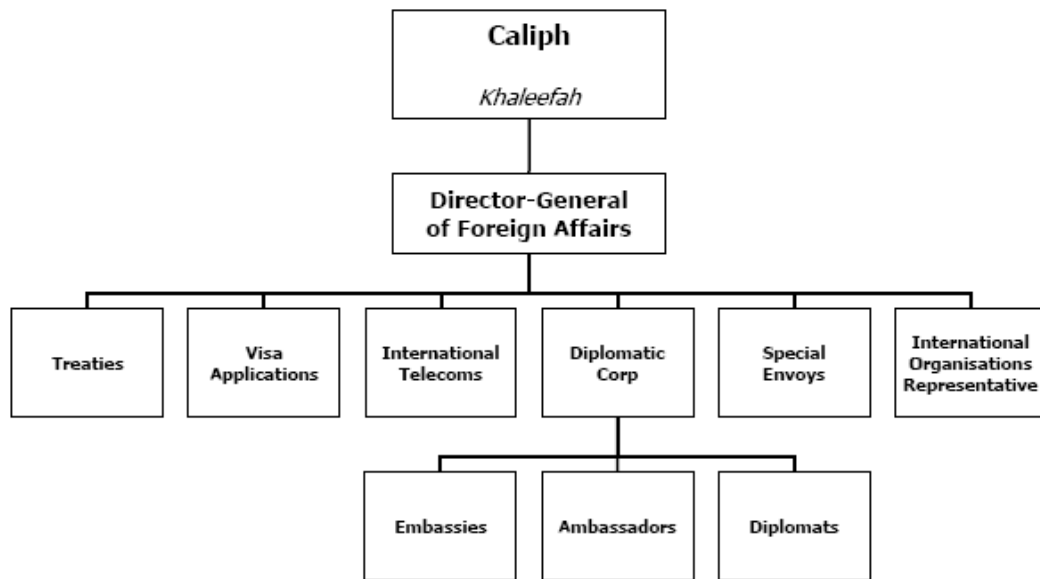 Caliph
Khaleefah
Director-General
of Foreign Affairs
Treaties
Visa
Applications
International
Telecoms
Diplomatic
Corp
Special
Envoys
International
Organisations
Representative
Embassies
Ambassadors
Diplomats